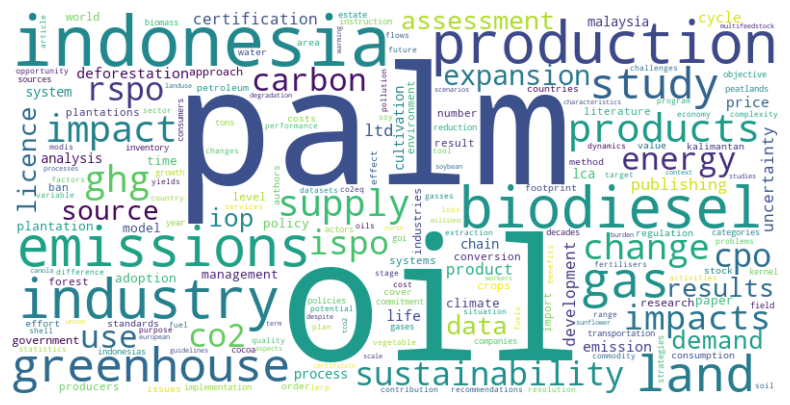 world
biomass
certification
estate
instruction
assessment
cycle
article
water
area
flows
malaysia
multifeedstock
indonesia
production
future
warming
opportunity
deforestation
approach
landuse
petroleum
carbon
expansion
countries
challenges
objective
sources
rspo
palm
pollution
study
peatlands
system
degradation
scenarios
characteristics
program
plantations
sector
costs
soy
literature
price
economy
complexity
licence
impact
consumers
tons
performance
cultivation
environment
number
reduction
products
modis
inventory
changes
ltd
result
dynamics
value
kalimantan
analysis
time
processes
effect
soybean
tool
method
context
studies
factors
growth
ghg
authors
datasets
co2eq
lca
target
energy
uncertainty
ban
yields
variable
country
supply
footprint
publishing
source
level
gasses
biodiesel
year
services
iop
policy
actors
north
industries
loss
millions
burden
regulation
categories
plantation
model
oils
goi
extraction
decades
problems
emissions
ispo
chain
change
fertilisers
canola
difference
stage
systems
conversion
benefits
stock
kernel
cpo
forest
adoption
management
cost
product
workers
development
gas
activities
industry
oil
cover
crops
research
paper
field
policies
commitment
climate
import
results
effort
standards
fuel
potential
situation
range
sunflower
shell
purpose
despite
gases
life
fuels
impacts
government
european
union
plan
eco2
use
co2
data
emission
transportation
statistics
indonesias
term
quality
vegetable
companies
demand
guidelines
cocoa
aspects
scale
commodity
consumption
greenhouse
certificate
process
sustainability
strategies
land
producers
issues
implementation
order
lerp
contribution
recommendations
resolution
soil